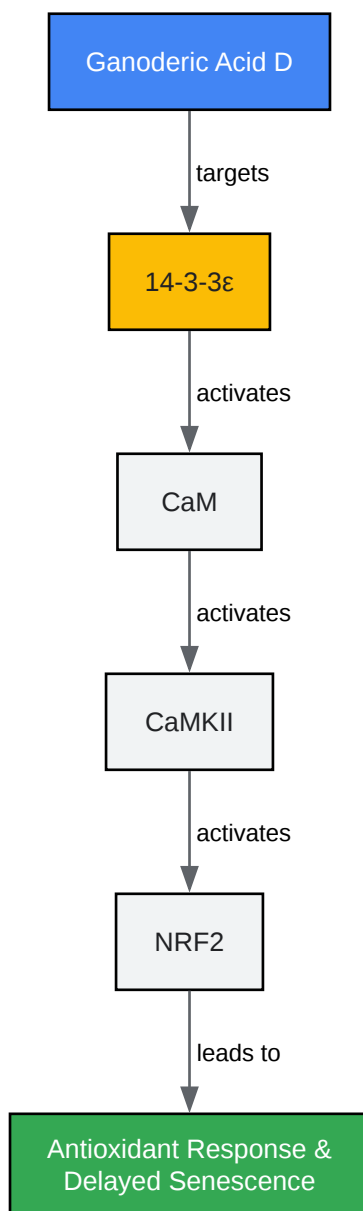 Ganoderic Acid D
targets
14-3-3ε
activates
CaM
activates
CaMKII
activates
NRF2
leads to
Antioxidant Response &
Delayed Senescence